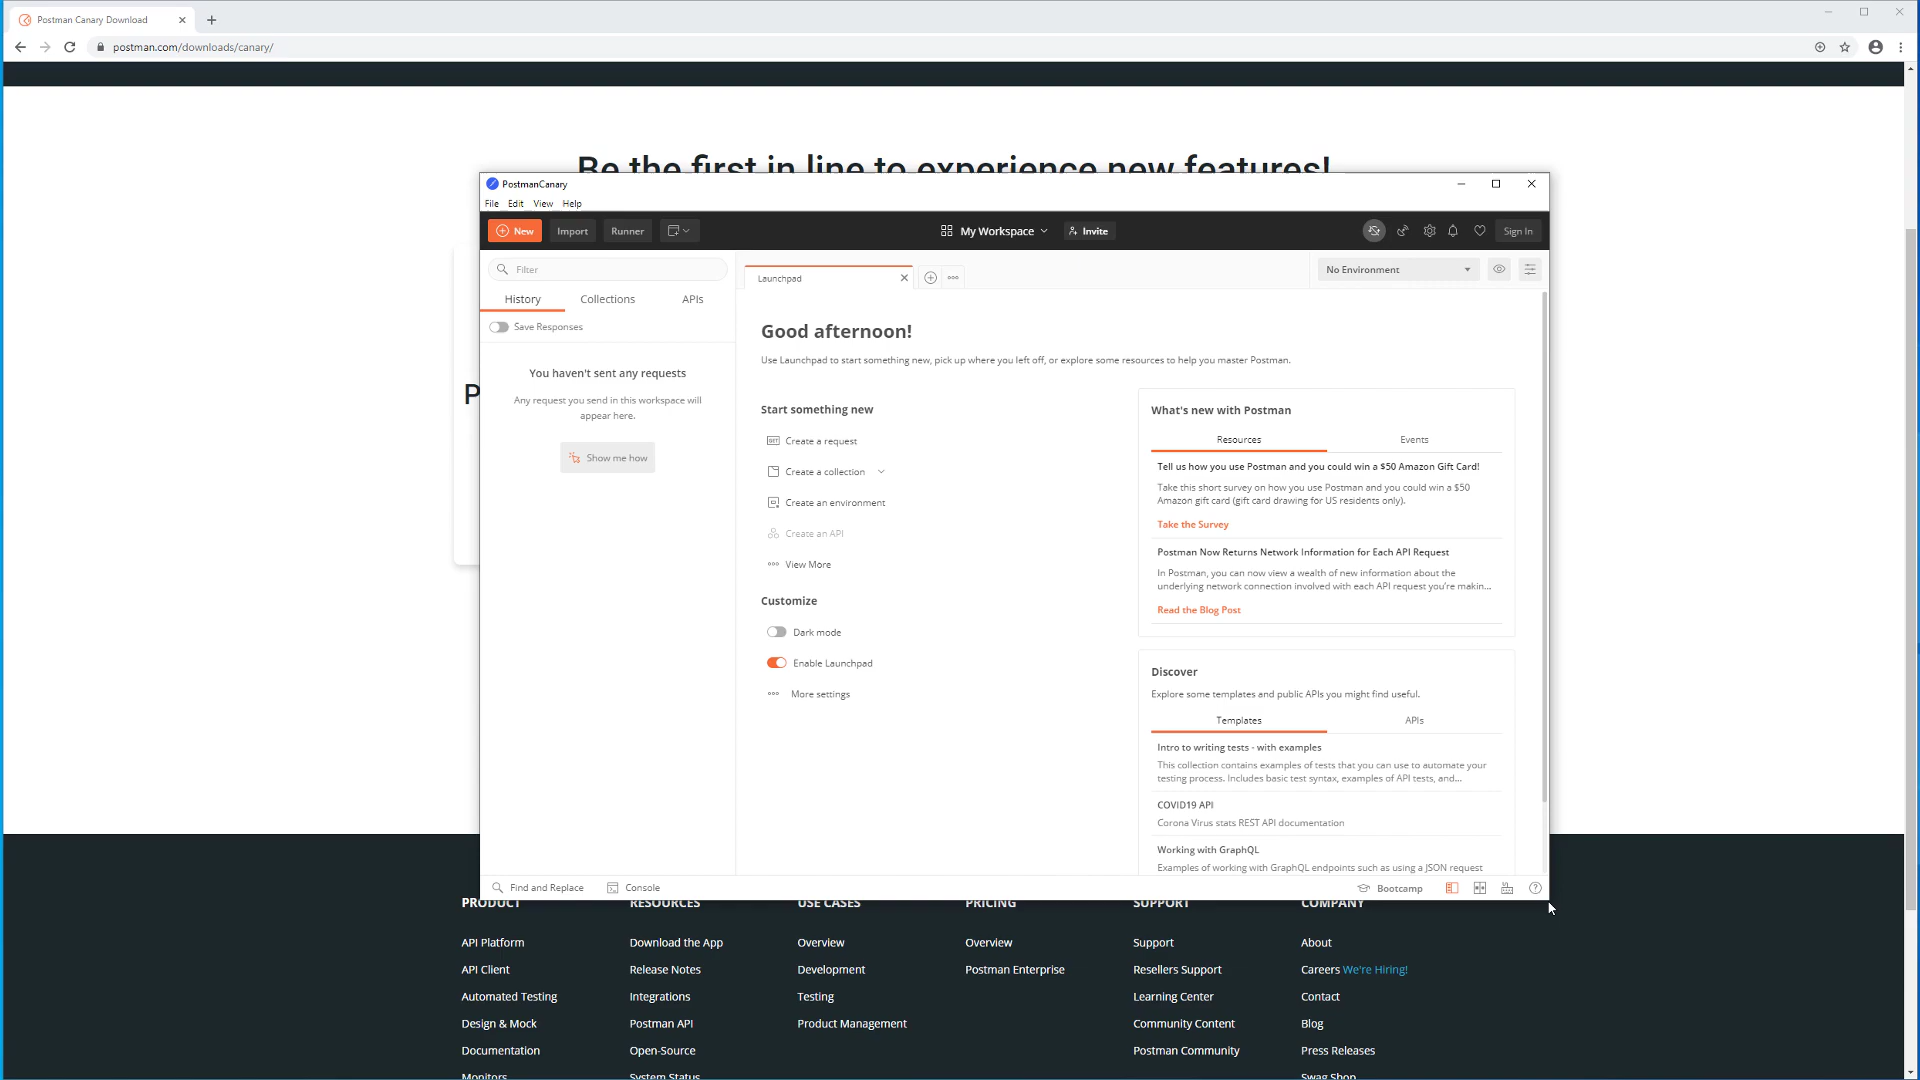 Postman Canary Download
postman.com/downloads/canary/
Be the first in line to experience new features!
P
PostmanCanary
File Edit View Help
New Import Runner My Workspace Invite Sign In
Filter
History Collections APIs
Save Responses
You haven't sent any requests
Any request you send in this workspace will
appear here.
Show me how
Launchpad
No Environment
Good afternoon!
Use Launchpad to start something new, pick up where you left off, or explore some resources to help you master Postman.
Start something new
GET Create a request
Create a collection
Create an environment
Create an API
View More
Customize
Dark mode
Enable Launchpad
More settings
What's new with Postman
Resources Events
Tell us how you use Postman and you could win a $50 Amazon Gift Card!
Take this short survey on how you use Postman and you could win a $50
Amazon gift card (gift card drawing for US residents only).
Take the Survey
Postman Now Returns Network Information for Each API Request
In Postman, you can now view a wealth of new information about the
underlying network connection involved with each API request you're makin...
Read the Blog Post
Discover
Explore some templates and public APIs you might find useful.
Templates APIs
Intro to writing tests - with examples
This collection contains examples of tests that you can use to automate your
testing process. Includes basic test syntax, examples of API tests, and...
COVID19 API
Corona Virus stats REST API documentation
Working with GraphQL
Examples of working with GraphQL endpoints such as using a JSON request
Find and Replace Console Bootcamp
PRODUCT RESOURCES USE CASES PRICING SUPPORT COMPANY
API Platform Download the App Overview Overview Support About
API Client Release Notes Development Postman Enterprise Resellers Support Careers We're Hiring!
Automated Testing Integrations Testing Learning Center Contact
Design & Mock Postman API Product Management Community Content Blog
Documentation Open-Source Postman Community Press Releases
Monitors System Status Swag Shop